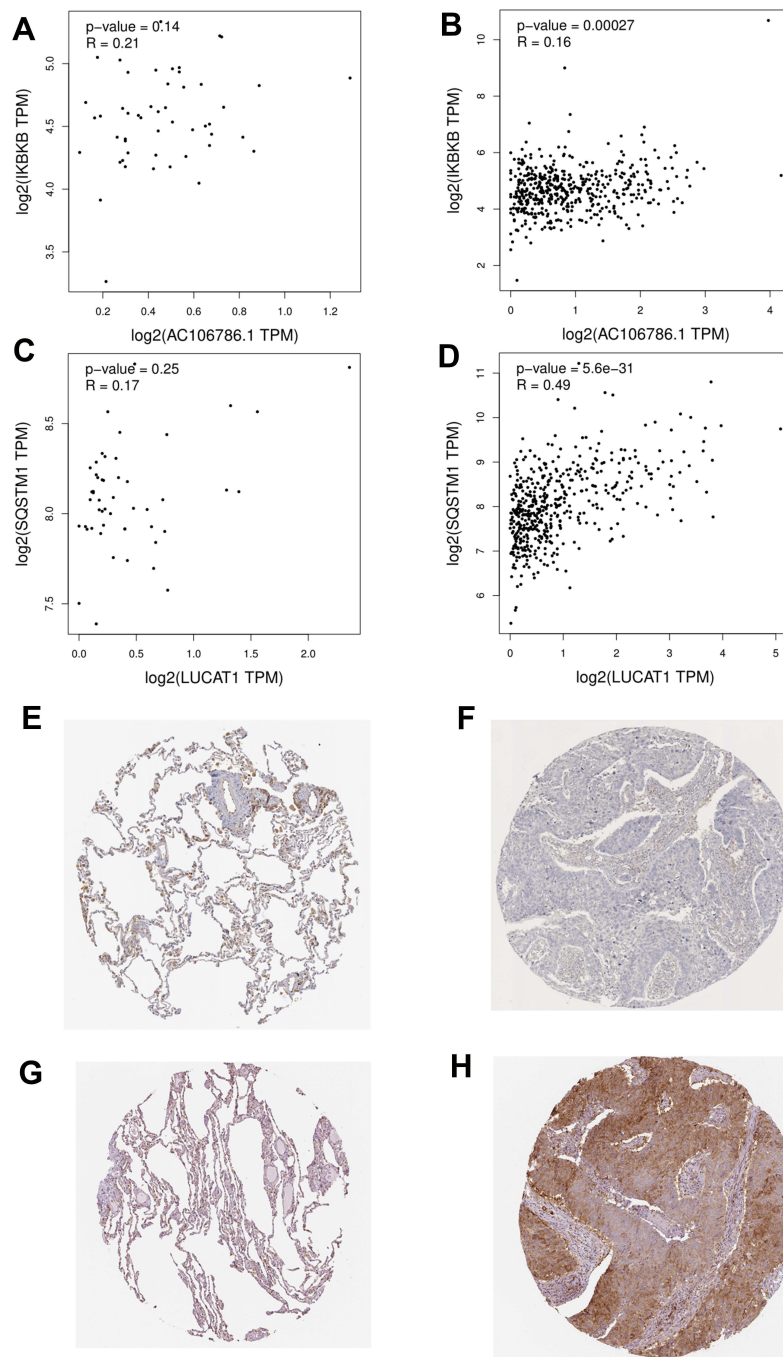 A
p-value = 0.14
R = 0.21
log2(IKBKB TPM)
5.0
4.5
4.0
3.5
0.2 0.4 0.6 0.8 1.0 1.2
log2(AC106786.1 TPM)
B
p-value = 0.00027
R = 0.16
log2(IKBKB TPM)
10
8
6
4
2
0 1 2 3 4
log2(AC106786.1 TPM)
C
p-value = 0.25
R = 0.17
log2(SQSTM1 TPM)
8.5
8.0
7.5
0.0 0.5 1.0 1.5 2.0
log2(LUCAT1 TPM)
D
p-value = 5.6e−31
R = 0.49
log2(SQSTM1 TPM)
11
10
9
8
7
6
0 1 2 3 4 5
log2(LUCAT1 TPM)
E
F
G
H